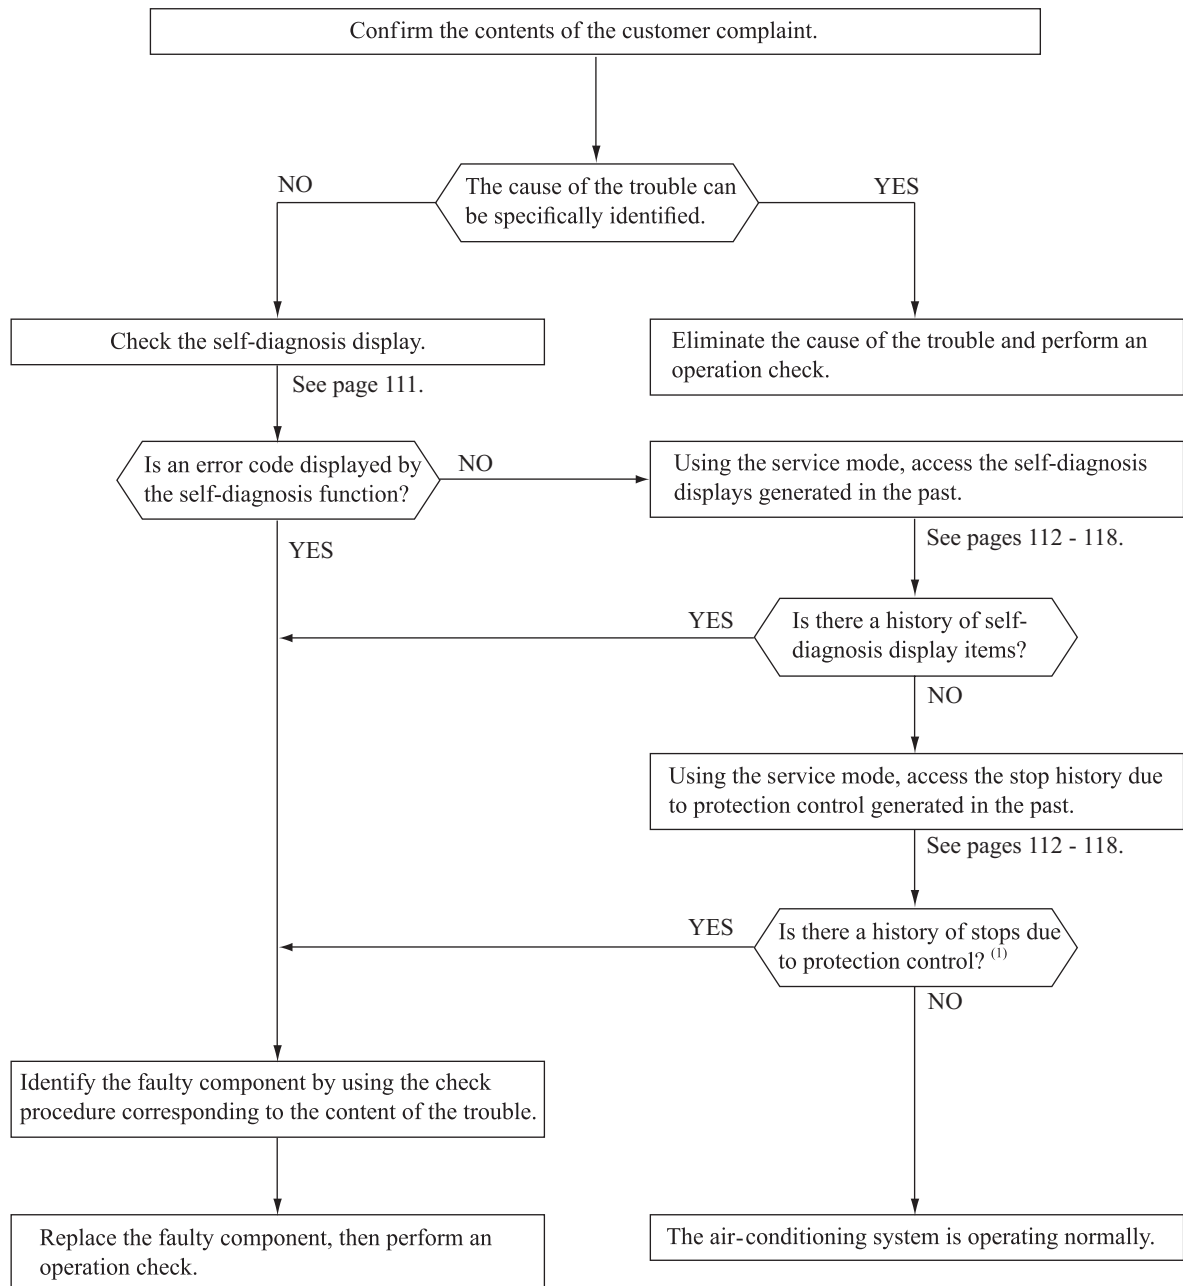 Confirm the contents of the customer complaint.
NO
The cause of the trouble can
be specifically identified.
YES
Check the self-diagnosis display.
See page 111.
Eliminate the cause of the trouble and perform an
operation check.
Is an error code displayed by
the self-diagnosis function?
NO
YES
Using the service mode, access the self-diagnosis
displays generated in the past.
See pages 112 - 118.
YES
Is there a history of self-
diagnosis display items?
NO
Using the service mode, access the stop history due
to protection control generated in the past.
See pages 112 - 118.
YES
Is there a history of stops due
to protection control? (1)
NO
Identify the faulty component by using the check
procedure corresponding to the content of the trouble.
Replace the faulty component, then perform an
operation check.
The air-conditioning system is operating normally.